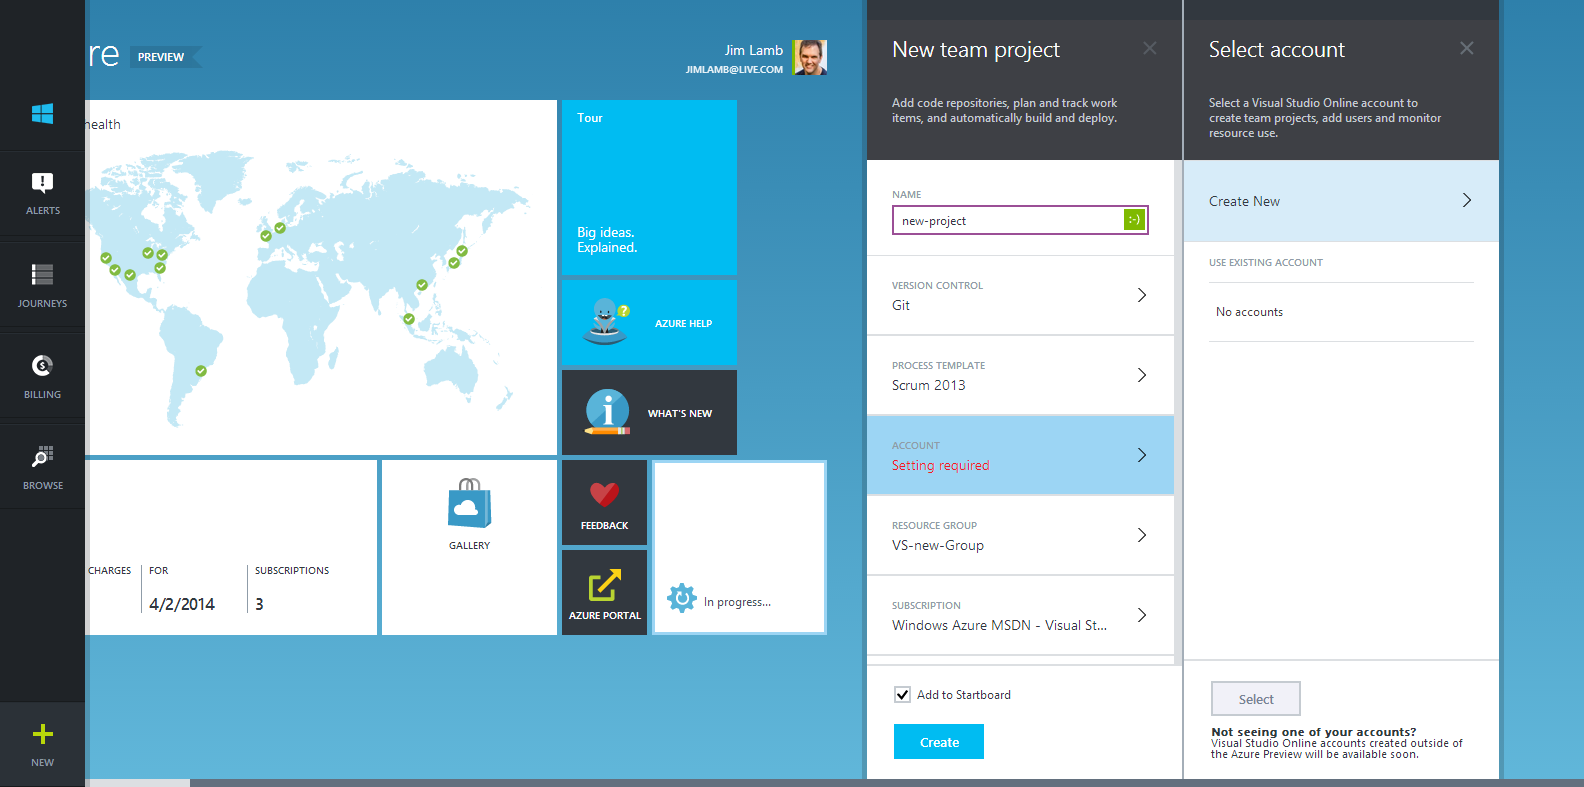 re
PREVIEW
Jim Lamb
JIMLAMB@LIVE.COM
ALERTS
JOURNEYS
BILLING
BROWSE
NEW
health
Tour
Big ideas.
Explained.
AZURE HELP
WHAT'S NEW
CHARGES
FOR
4/2/2014
SUBSCRIPTIONS
3
GALLERY
FEEDBACK
AZURE PORTAL
In progress...
New team project
Add code repositories, plan and track work
items, and automatically build and deploy.
NAME
new-project
:-)
VERSION CONTROL
Git
PROCESS TEMPLATE
Scrum 2013
ACCOUNT
Setting required
RESOURCE GROUP
VS-new-Group
SUBSCRIPTION
Windows Azure MSDN - Visual St...
Add to Startboard
Create
Select account
Select a Visual Studio Online account to
create team projects, add users and monitor
resource use.
Create New
USE EXISTING ACCOUNT
No accounts
Select
Not seeing one of your accounts?
Visual Studio Online accounts created outside of
the Azure Preview will be available soon.